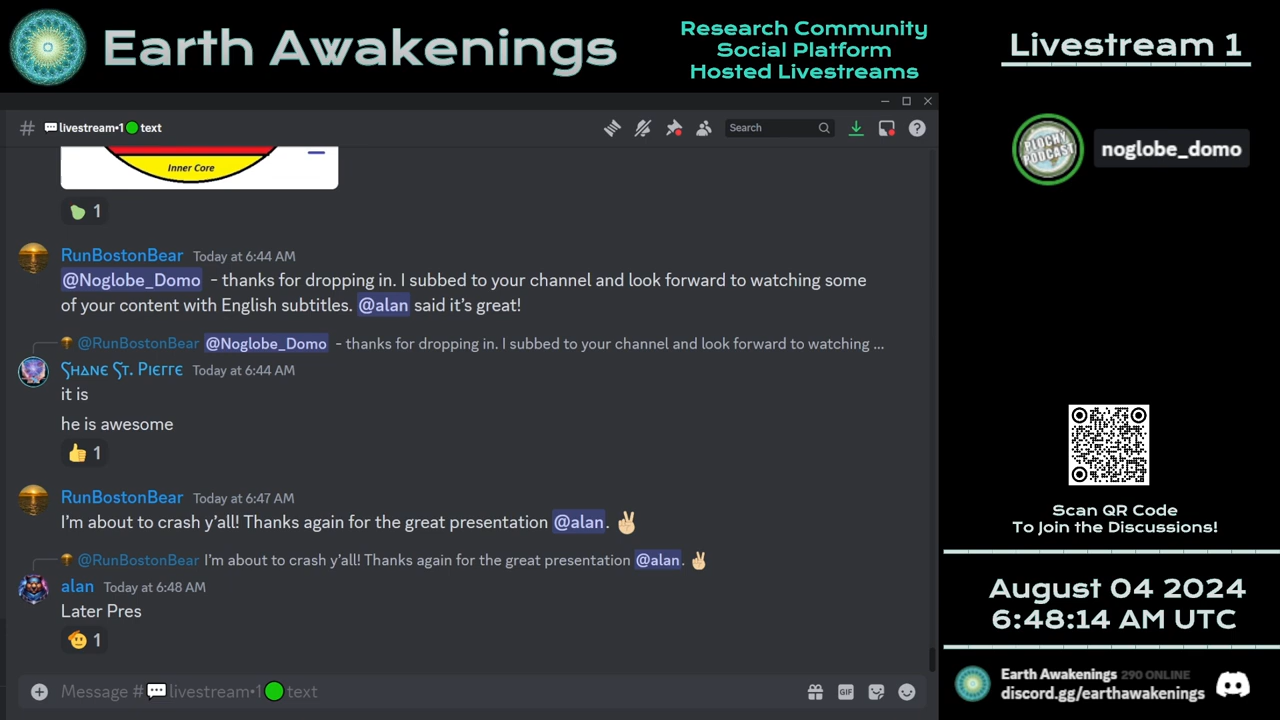 Earth Awakenings
Research Community
Social Platform
Hosted Livestreams
Livestream 1
livestream•1 text
Search
PIOCHY
PODCAST
noglobe_domo
Inner Core
1
RunBostonBear Today at 6:44 AM
@Noglobe_Domo - thanks for dropping in. I subbed to your channel and look forward to watching some
of your content with English subtitles. @alan said it's great!
@RunBostonBear @Noglobe_Domo - thanks for dropping in. I subbed to your channel and look forward to watching ...
Today at 6:44 AM
it is
he is awesome
👍 1
RunBostonBear Today at 6:47 AM
I'm about to crash y'all! Thanks again for the great presentation @alan. ✌🏻
@RunBostonBear I'm about to crash y'all! Thanks again for the great presentation @alan. ✌🏻
alan Today at 6:48 AM
Later Pres
1
Message # 💬livestream•1🟢text
GIF
Scan QR Code
To Join the Discussions!
August 04 2024
6:48:14 AM UTC
Earth Awakenings 290 ONLINE
discord.gg/earthawakenings